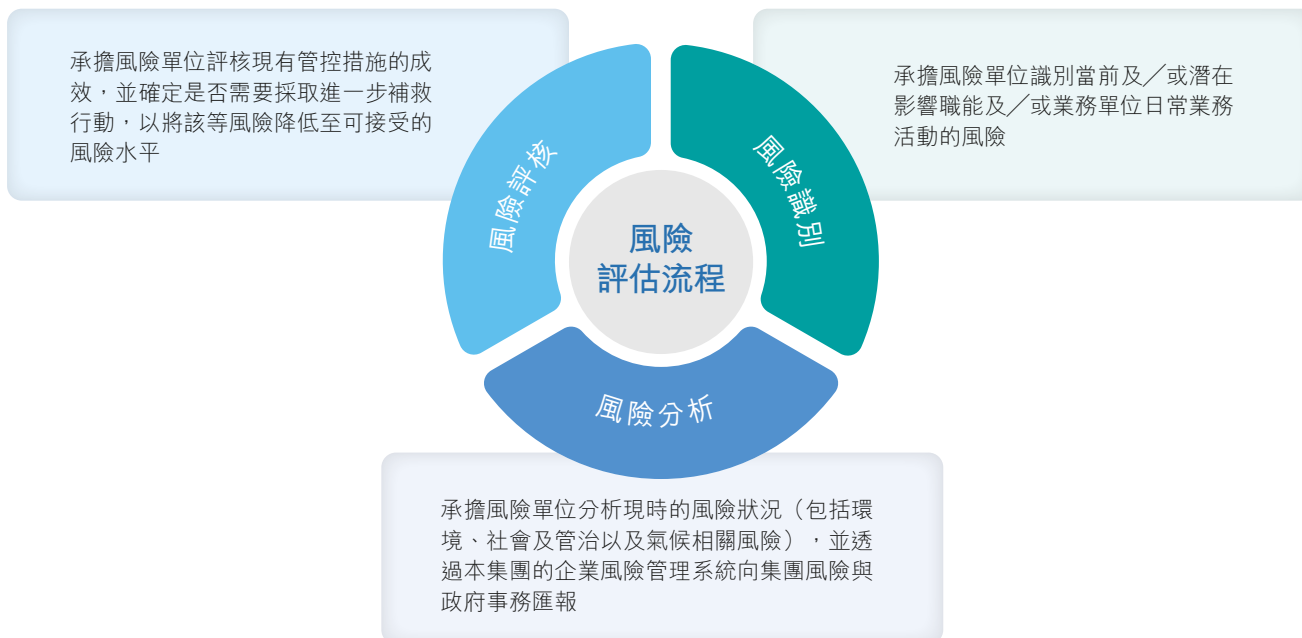 承擔風險單位評核現有管控措施的成
效，並確定是否需要採取進一步補救
行動，以將該等風險降低至可接受的
風險水平
承擔風險單位識別當前及／或潛在
影響職能及／或業務單位日常業務
活動的風險
風險評核
風險識別
風險
評估流程
風險分析
承擔風險單位分析現時的風險狀況（包括環
境、社會及管治以及氣候相關風險），並透
過本集團的企業風險管理系統向集團風險與
政府事務匯報